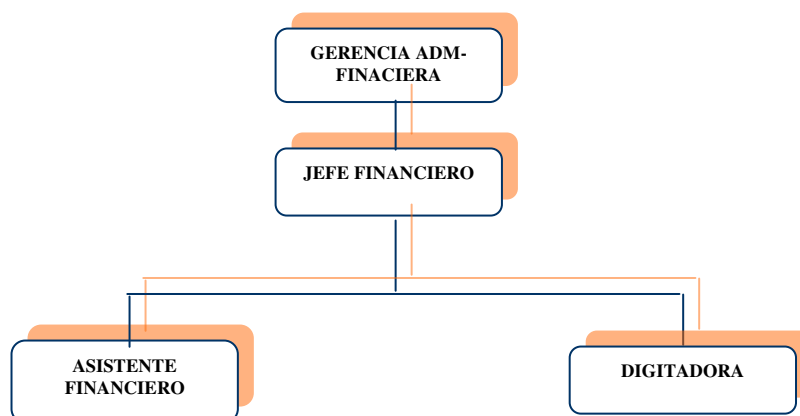 GERENCIA ADM-
FINACIERA
JEFE FINANCIERO
ASISTENTE
FINANCIERO
DIGITADORA